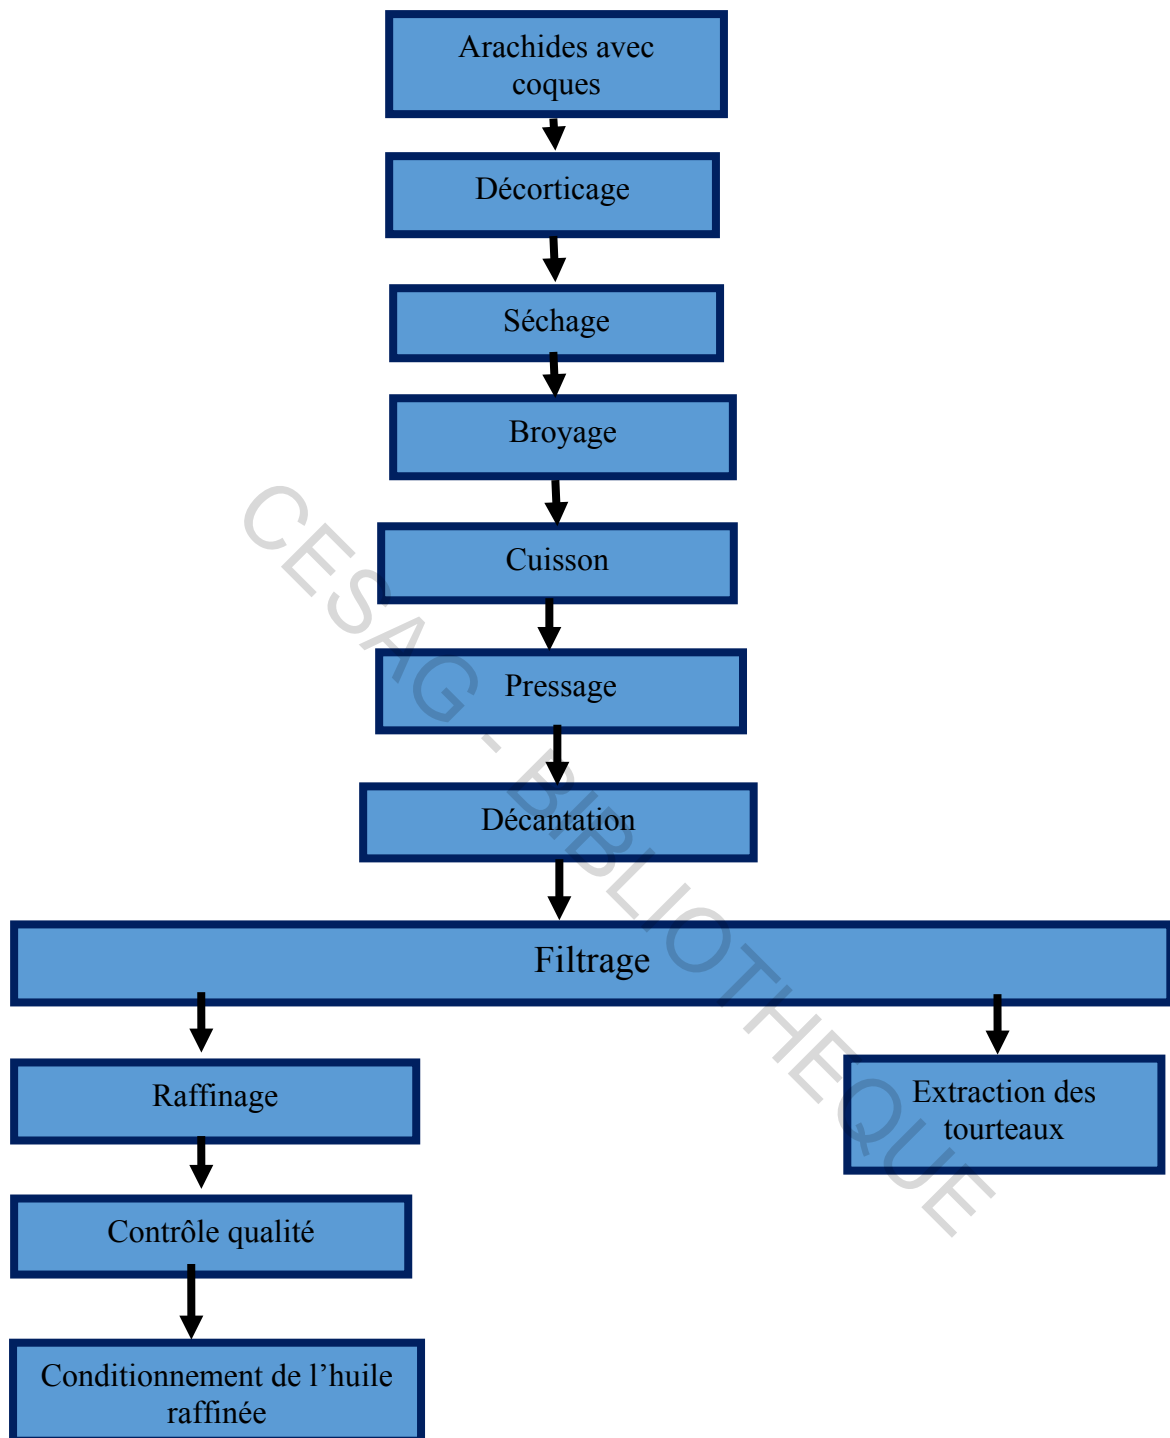 Arachides avec
coques
Décorticage
Séchage
Broyage
Cuisson
Pressage
Décantation
Filtrage
Raffinage
Extraction des
tourteaux
Contrôle qualité
Conditionnement de l’huile
raffinée
CESAG - BIBLIOTHEQUE